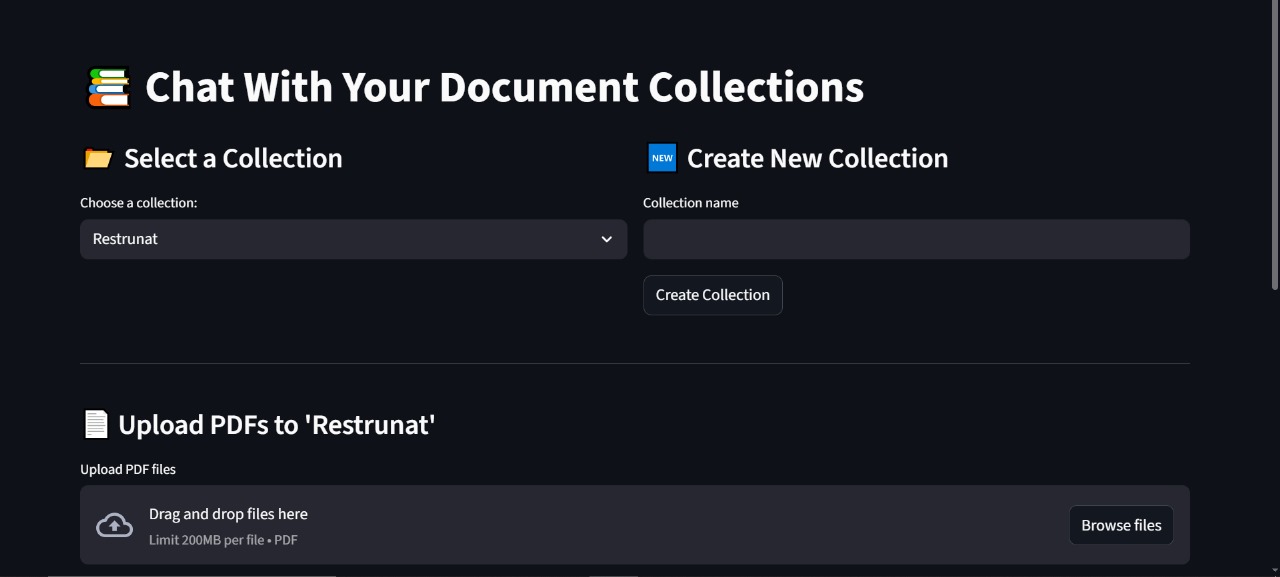 Chat With Your Document Collections
Select a Collection
Choose a collection:
Restrunat
NEW Create New Collection
Collection name
Create Collection
Upload PDFs to 'Restrunat'
Upload PDF files
Drag and drop files here
Limit 200MB per file • PDF
Browse files